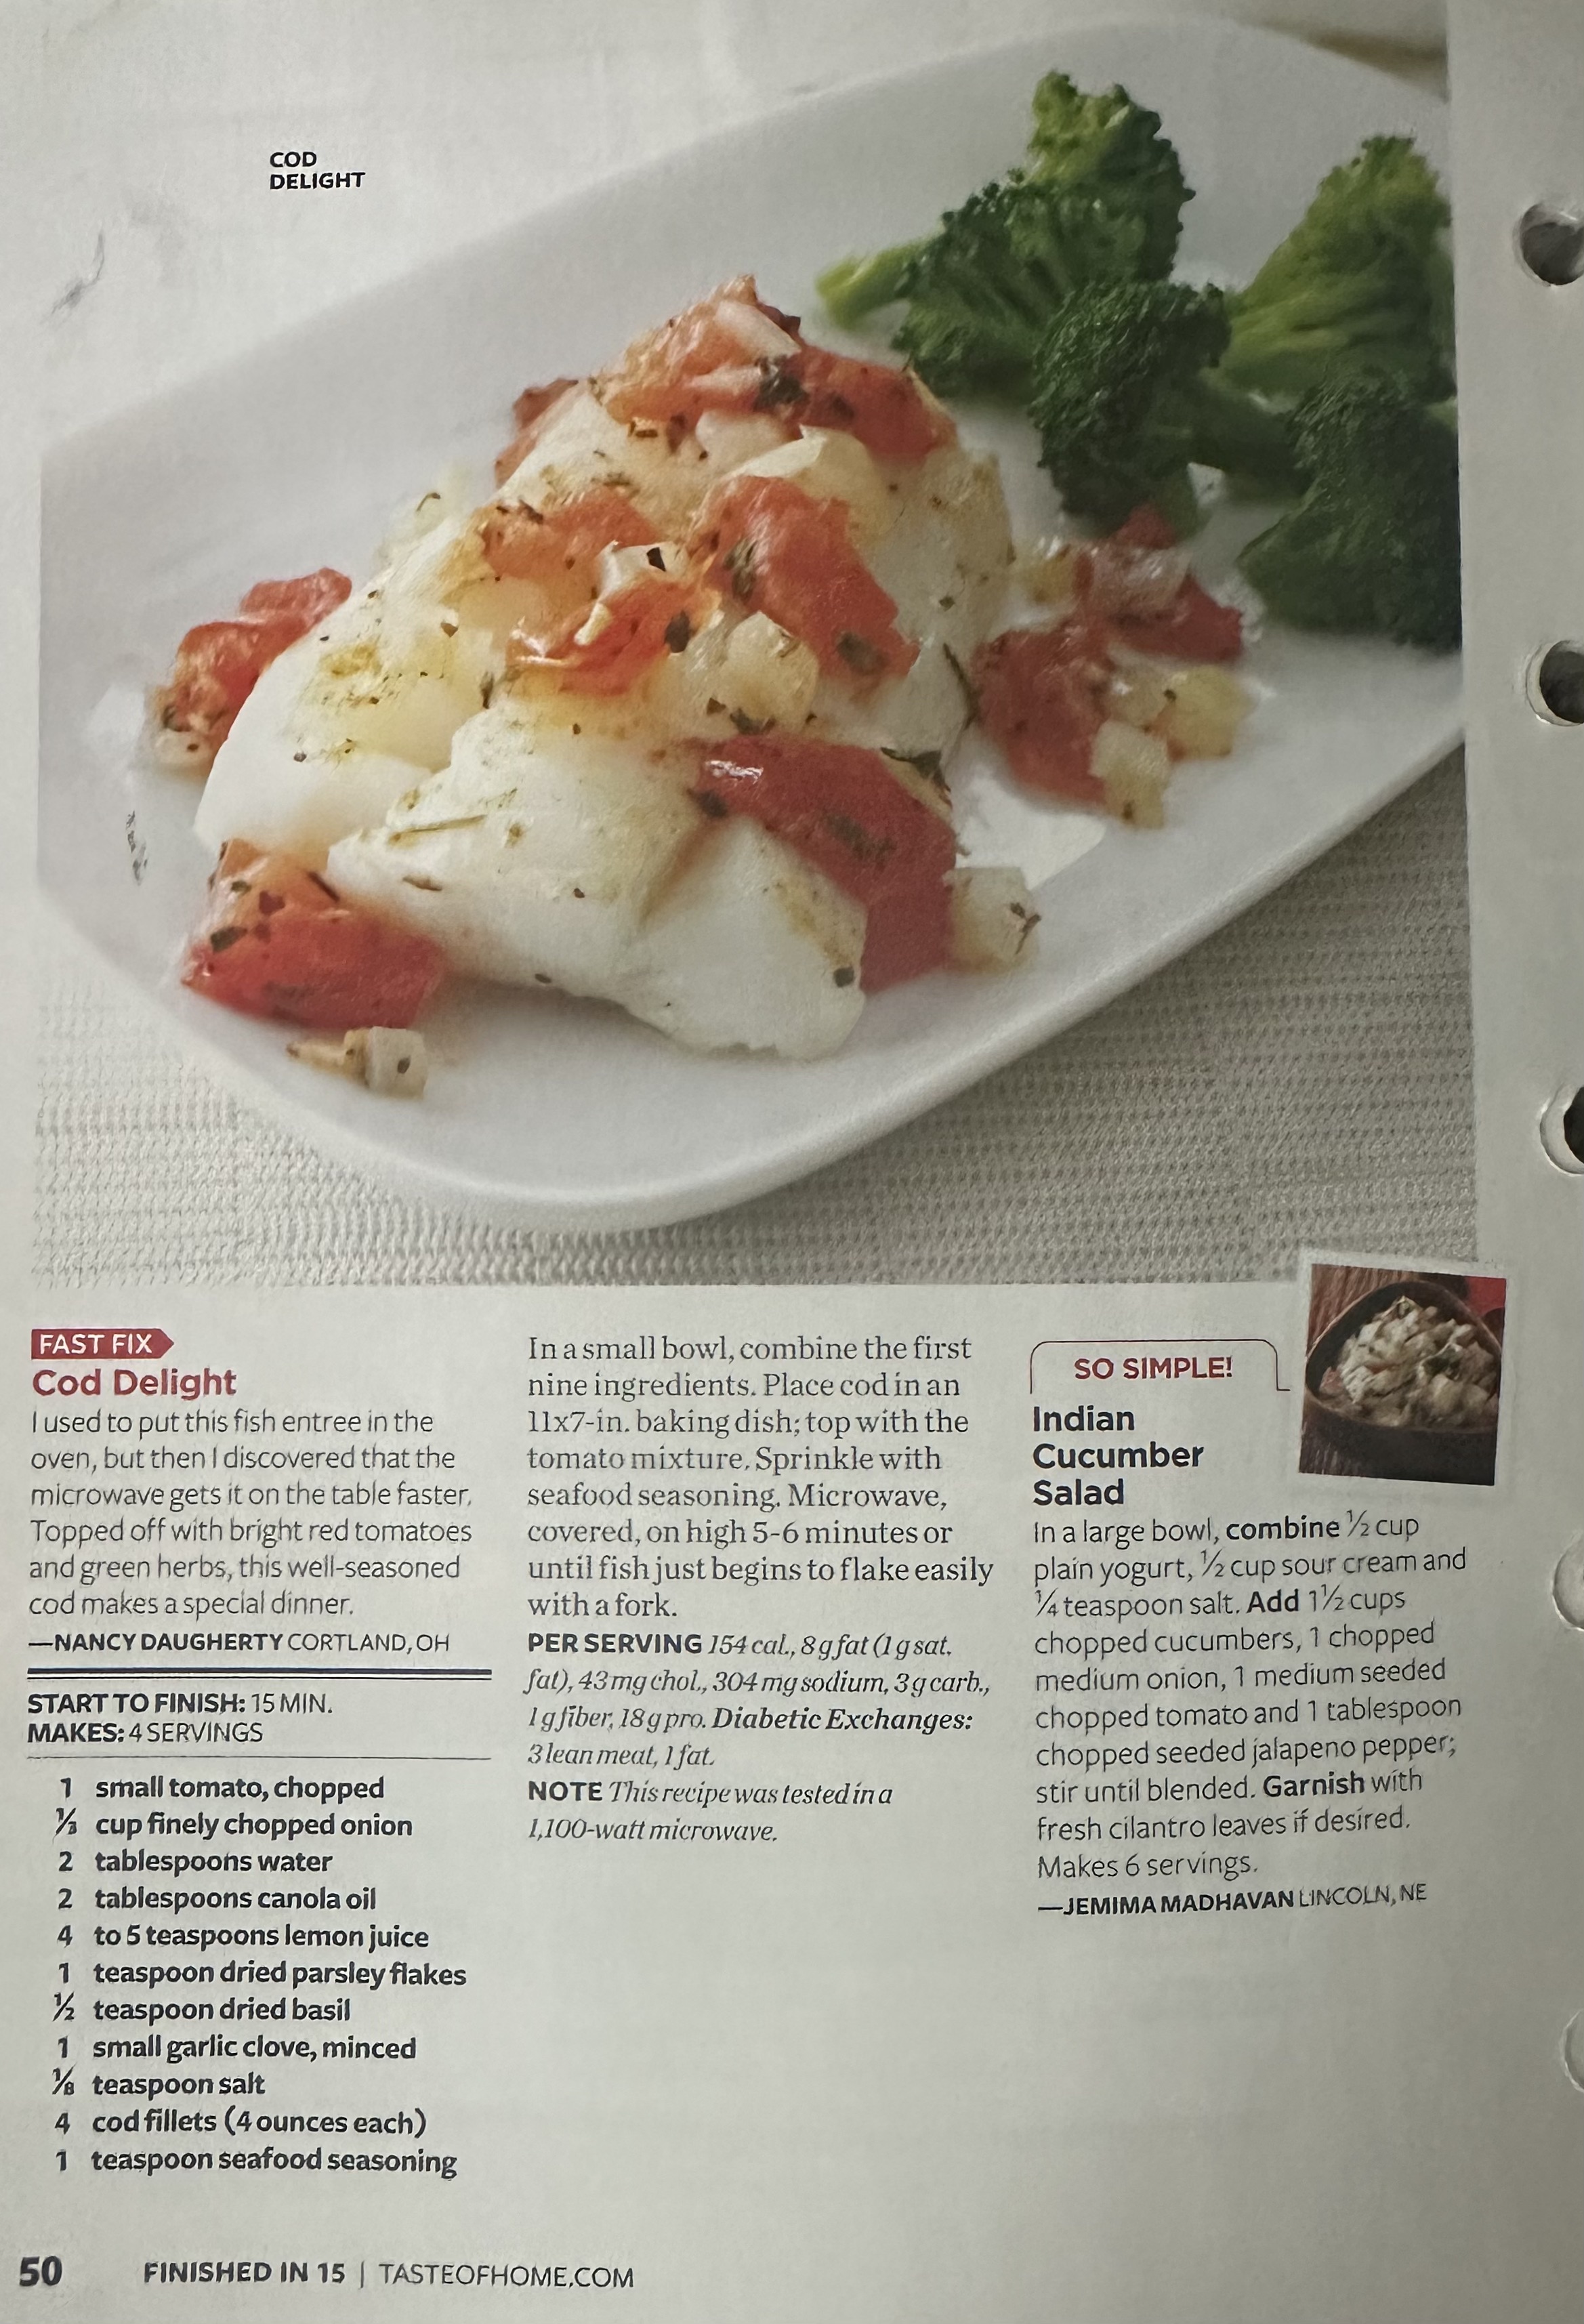 COD
DELIGHT
FAST FIX
Cod Delight
I used to put this fish entree in the
oven, but then I discovered that the
microwave gets it on the table faster.
Topped off with bright red tomatoes
and green herbs, this well-seasoned
cod makes a special dinner.
—NANCY DAUGHERTY CORTLAND, OH
START TO FINISH: 15 MIN.
MAKES: 4 SERVINGS
1 small tomato, chopped
⅓ cup finely chopped onion
2 tablespoons water
2 tablespoons canola oil
4 to 5 teaspoons lemon juice
1 teaspoon dried parsley flakes
½ teaspoon dried basil
1 small garlic clove, minced
⅛ teaspoon salt
4 cod fillets (4 ounces each)
1 teaspoon seafood seasoning
In a small bowl, combine the first
nine ingredients. Place cod in an
11x7-in. baking dish; top with the
tomato mixture. Sprinkle with
seafood seasoning. Microwave,
covered, on high 5-6 minutes or
until fish just begins to flake easily
with a fork.
PER SERVING 154 cal., 8 g fat (1 g sat.
fat), 43 mg chol., 304 mg sodium, 3 g carb.,
1 g fiber, 18 g pro. Diabetic Exchanges:
3 lean meat, 1 fat.
NOTE This recipe was tested in a
1,100-watt microwave.
SO SIMPLE!
Indian
Cucumber
Salad
In a large bowl, combine ½ cup
plain yogurt, ½ cup sour cream and
¼ teaspoon salt. Add 1½ cups
chopped cucumbers, 1 chopped
medium onion, 1 medium seeded
chopped tomato and 1 tablespoon
chopped seeded jalapeno pepper;
stir until blended. Garnish with
fresh cilantro leaves if desired.
Makes 6 servings.
—JEMIMA MADHAVAN LINCOLN, NE
50 FINISHED IN 15 | TASTEOFHOME.COM